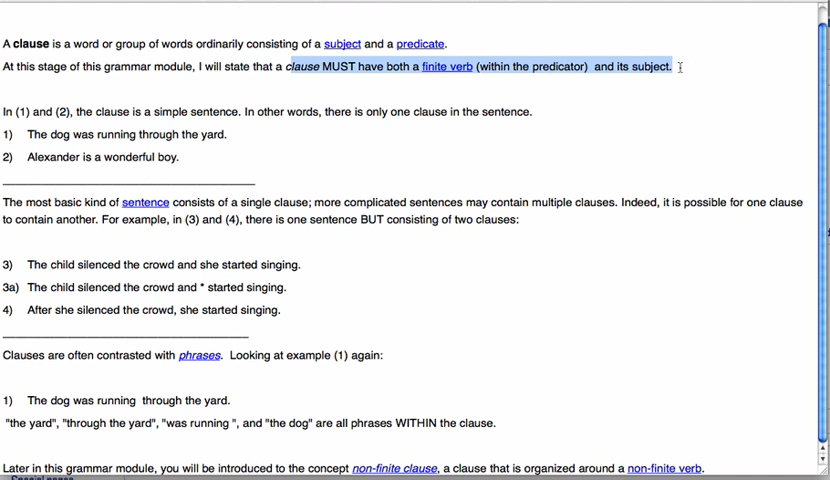 A clause is a word or group of words ordinarily consisting of a subject and a predicate.
At this stage of this grammar module, I will state that a clause MUST have both a finite verb (within the predicator)  and its subject.
In (1) and (2), the clause is a simple sentence. In other words, there is only one clause in the sentence.
1)   The dog was running through the yard.
2)   Alexander is a wonderful boy.
The most basic kind of sentence consists of a single clause; more complicated sentences may contain multiple clauses. Indeed, it is possible for one clause
to contain another. For example, in (3) and (4), there is one sentence BUT consisting of two clauses:
3)   The child silenced the crowd and she started singing.
3a)  The child silenced the crowd and * started singing.
4)   After she silenced the crowd, she started singing.
Clauses are often contrasted with phrases.  Looking at example (1) again:
1)   The dog was running  through the yard.
"the yard", "through the yard", "was running ", and "the dog" are all phrases WITHIN the clause.
Later in this grammar module, you will be introduced to the concept non-finite clause, a clause that is organized around a non-finite verb.